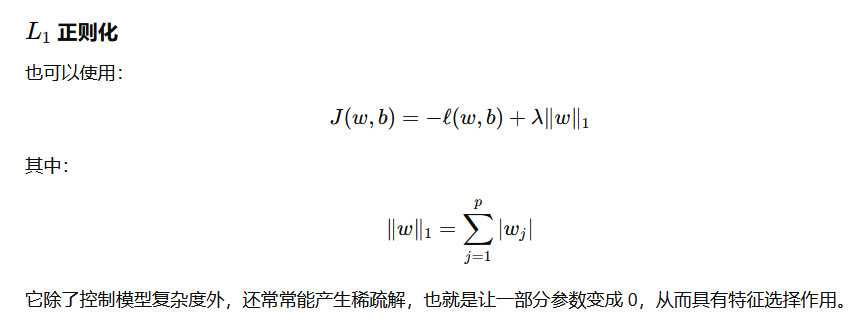 L₁ 正则化
也可以使用：
J(w, b) = −ℓ(w, b) + λ‖w‖₁
其中：
‖w‖₁ = ∑_{j=1}^{p} |w_j|
它除了控制模型复杂度外，还常常能产生稀疏解，也就是让一部分参数变成 0，从而具有特征选择作用。